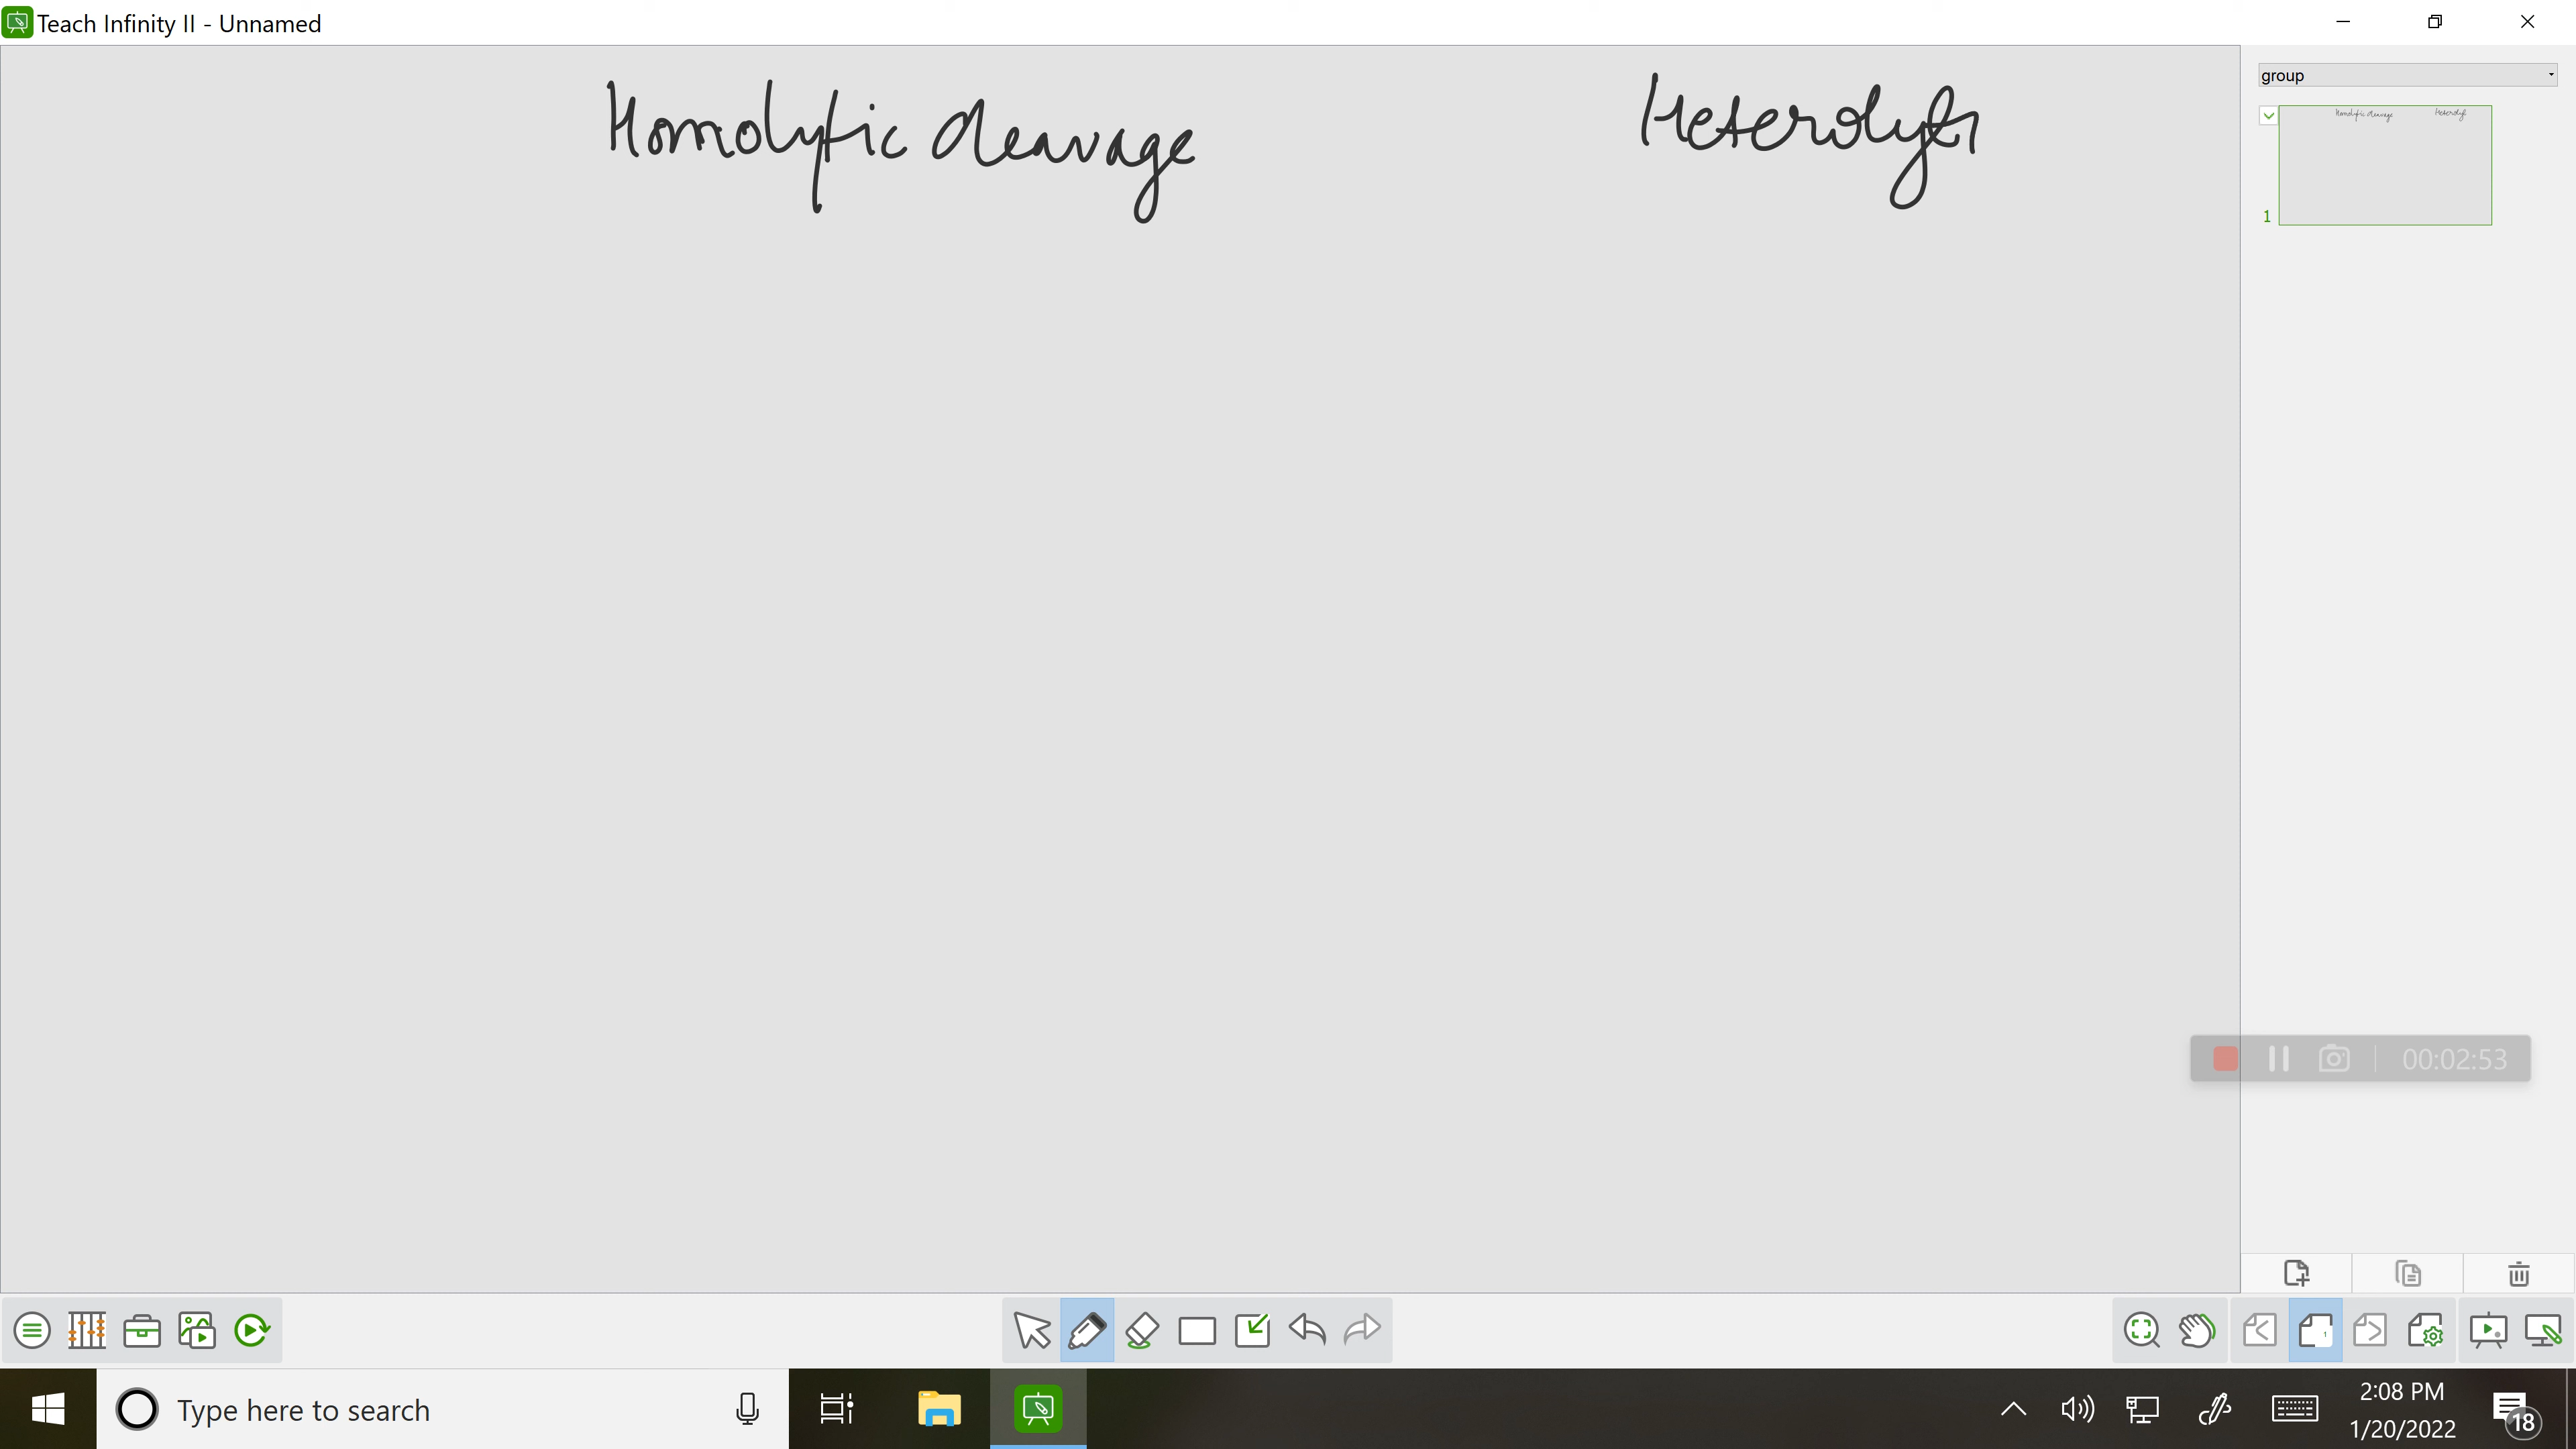 Teach Infinity II - Unnamed
group
Homolytic cleavage
1
00:02:53
1
Type here to search
2:08 PM
1/20/2022
18